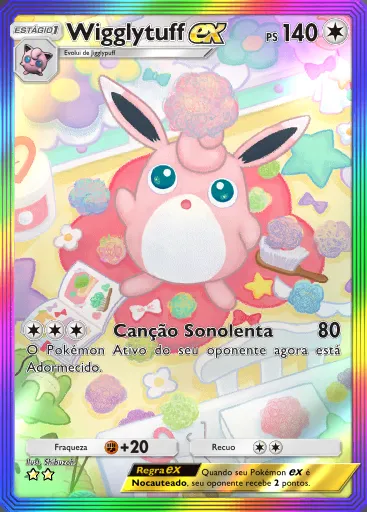 ESTÁGIO 1
Wigglytuff ex
PS 140
Evolui de Jigglypuff
Canção Sonolenta 80
O Pokémon Ativo do seu oponente agora está
Adormecido.
Fraqueza +20
Recuo
Ilus. Shibuzoh.
Regra ex
Quando seu Pokémon ex é
Nocauteado, seu oponente recebe 2 pontos.